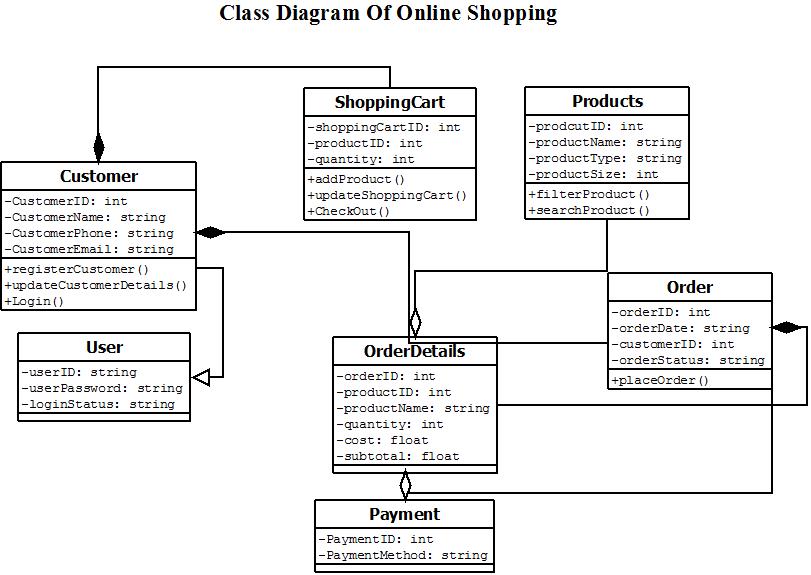 Class Diagram Of Online Shopping
ShoppingCart
-shoppingCartID: int
-productID: int
-quantity: int
+addProduct()
+updateShoppingCart()
+CheckOut()
Products
-prodcutID: int
-productName: string
-productType: string
-productSize: int
+filterProduct()
+searchProduct()
Customer
-CustomerID: int
-CustomerName: string
-CustomerPhone: string
-CustomerEmail: string
+registerCustomer()
+updateCustomerDetails()
+Login()
Order
-orderID: int
-orderDate: string
-customerID: int
-orderStatus: string
+placeOrder()
User
-userID: string
-userPassword: string
-loginStatus: string
OrderDetails
-orderID: int
-productID: int
-productName: string
-quantity: int
-cost: float
-subtotal: float
Payment
-PaymentID: int
-PaymentMethod: string